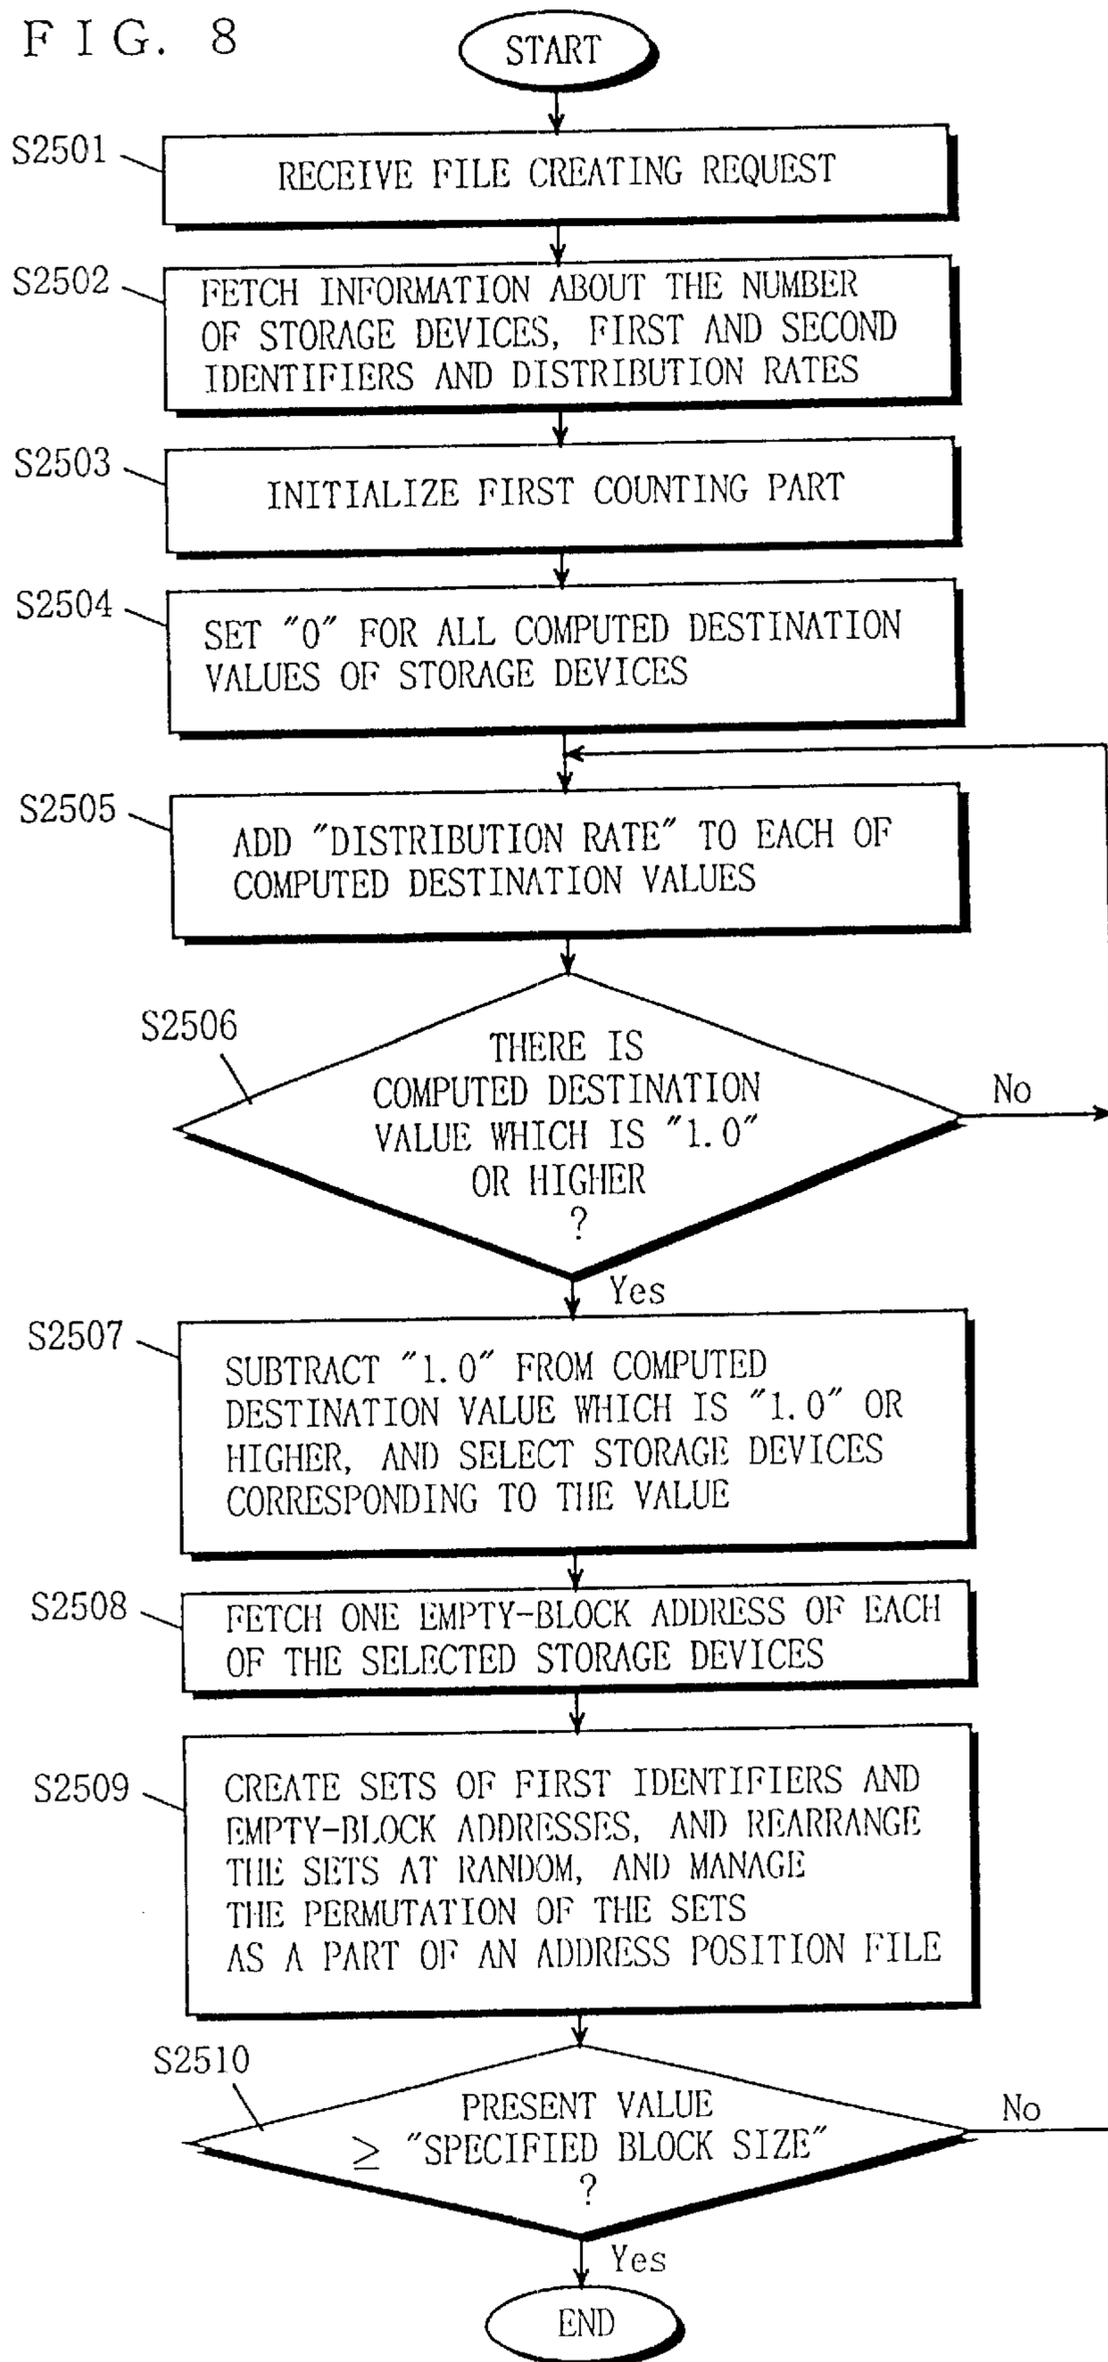 FIG. 8
START
S2501
RECEIVE FILE CREATING REQUEST
S2502
FETCH INFORMATION ABOUT THE NUMBER
OF STORAGE DEVICES, FIRST AND SECOND
IDENTIFIERS AND DISTRIBUTION RATES
S2503
INITIALIZE FIRST COUNTING PART
S2504
SET "0" FOR ALL COMPUTED DESTINATION
VALUES OF STORAGE DEVICES
S2505
ADD "DISTRIBUTION RATE" TO EACH OF
COMPUTED DESTINATION VALUES
S2506
THERE IS
COMPUTED DESTINATION
VALUE WHICH IS "1.0"
OR HIGHER
?
No
Yes
S2507
SUBTRACT "1.0" FROM COMPUTED
DESTINATION VALUE WHICH IS "1.0" OR
HIGHER, AND SELECT STORAGE DEVICES
CORRESPONDING TO THE VALUE
S2508
FETCH ONE EMPTY-BLOCK ADDRESS OF EACH
OF THE SELECTED STORAGE DEVICES
S2509
CREATE SETS OF FIRST IDENTIFIERS AND
EMPTY-BLOCK ADDRESSES, AND REARRANGE
THE SETS AT RANDOM, AND MANAGE
THE PERMUTATION OF THE SETS
AS A PART OF AN ADDRESS POSITION FILE
S2510
PRESENT VALUE
≥ "SPECIFIED BLOCK SIZE"
?
No
Yes
END